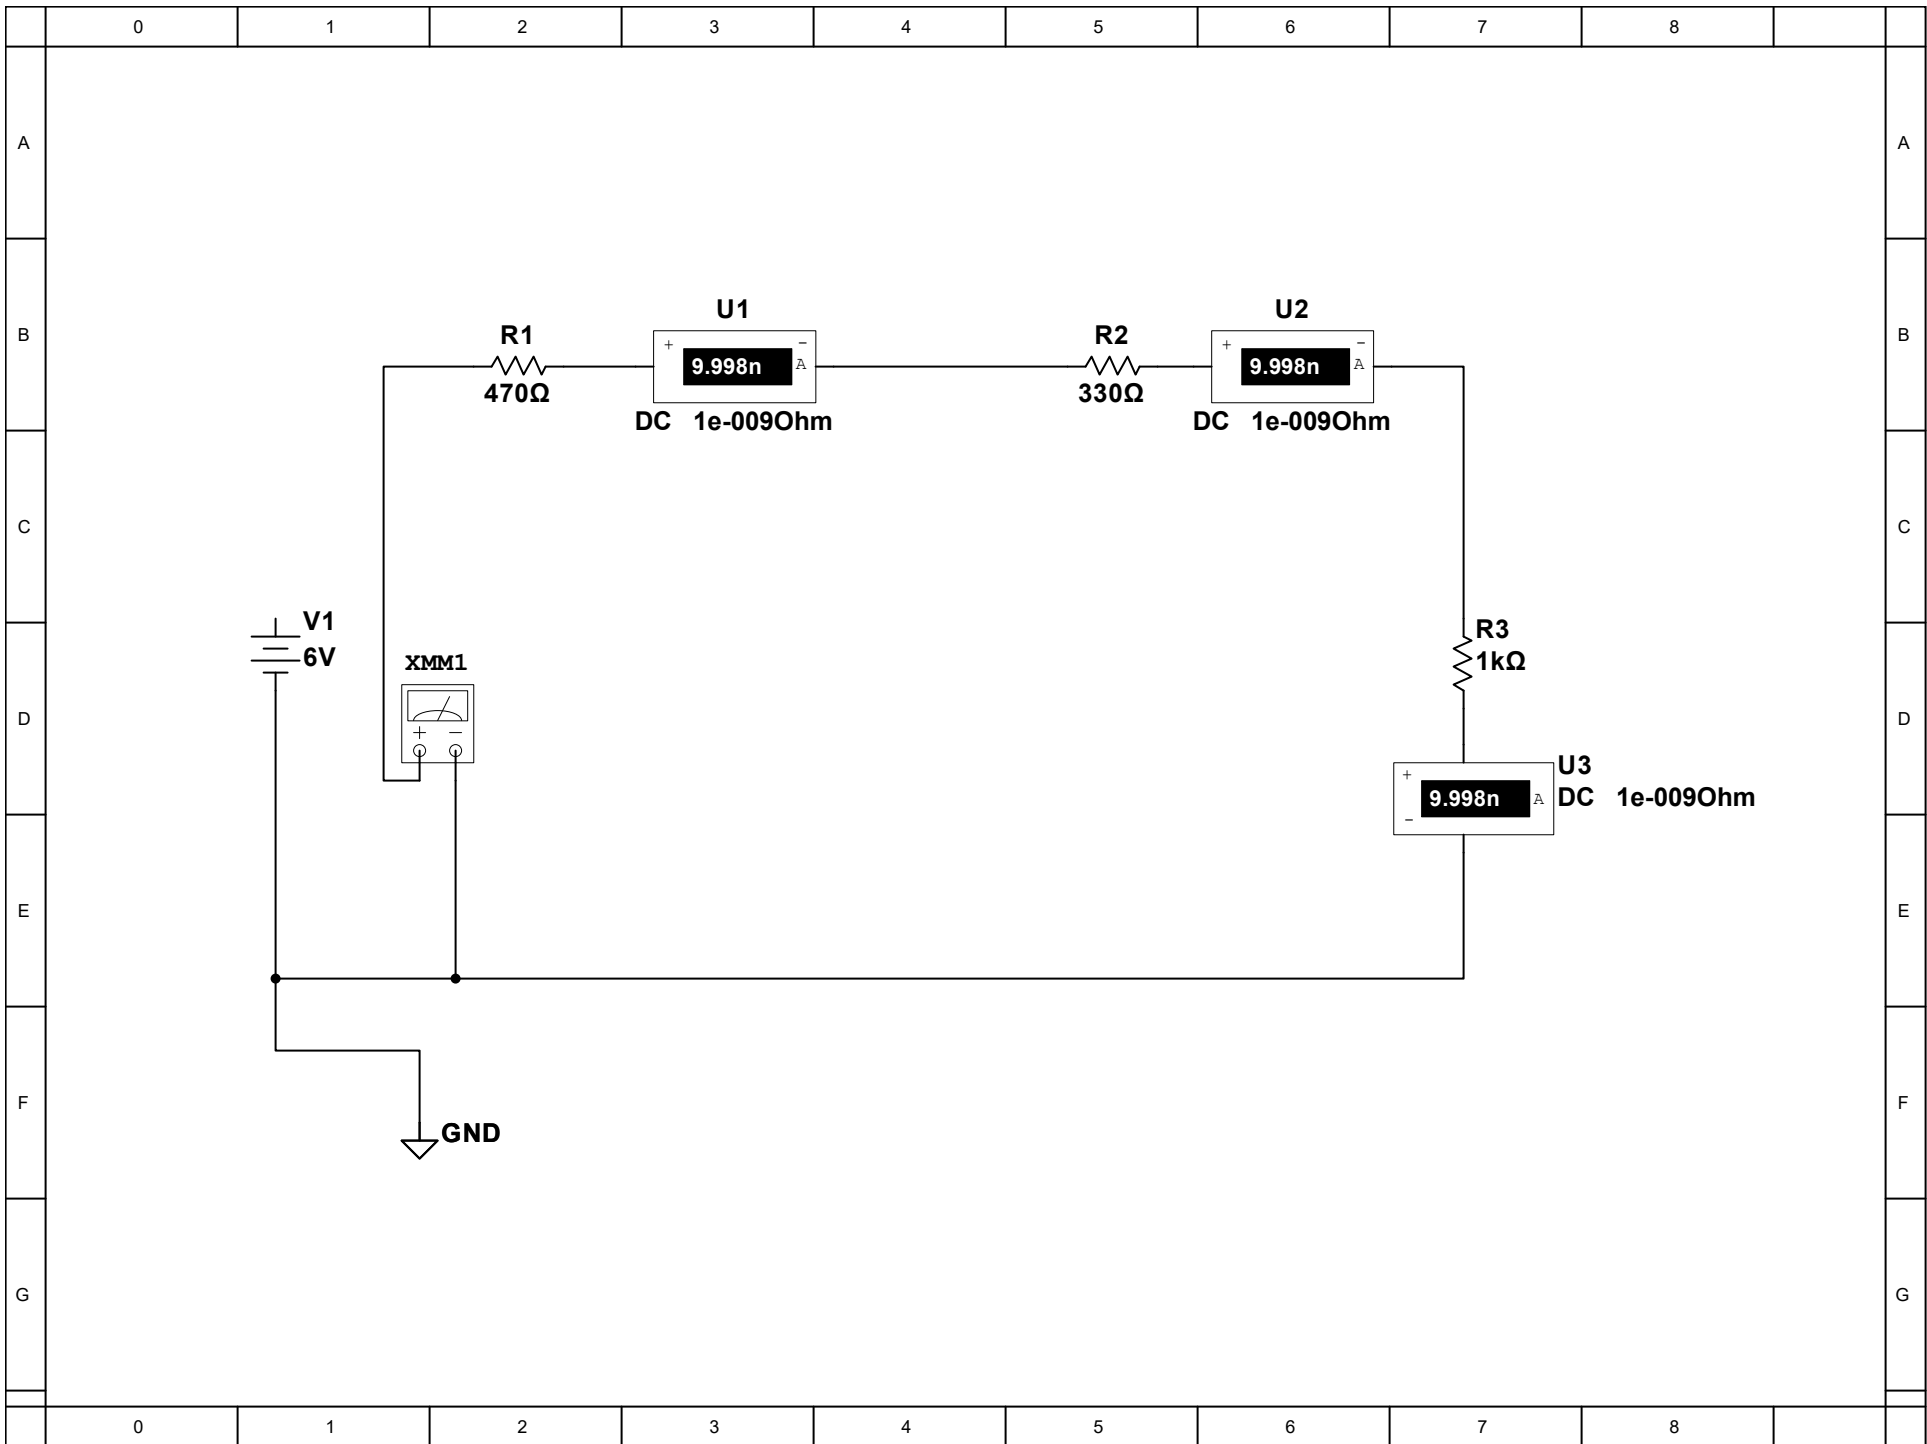 0 1 2 3 4 5 6 7 8
A A
U1 U2
B R1 R2 B
+ 9.998n − A + 9.998n − A
470Ω 330Ω
DC 1e-009Ohm DC 1e-009Ohm
C C
V1 R3
6V XMM1 1kΩ
D + − D
U3
+ 9.998n A DC 1e-009Ohm
−
E E
F F
GND
G G
0 1 2 3 4 5 6 7 8